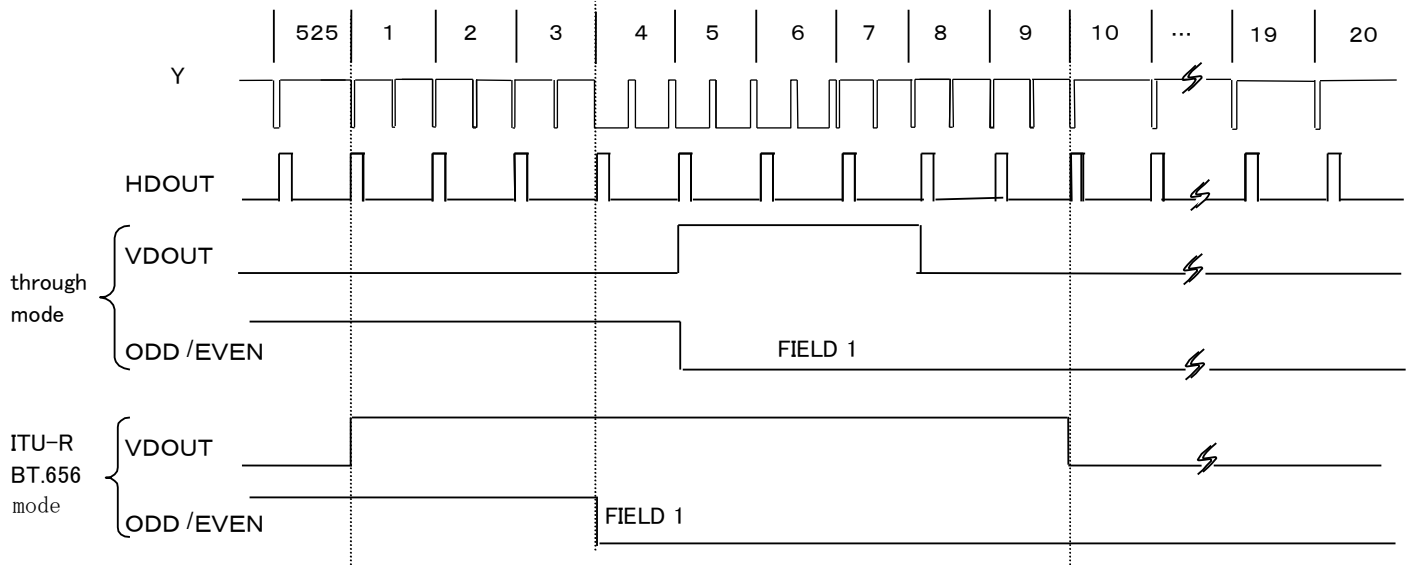 525 1 2 3 4 5 6 7 8 9 10 ... 19 20
Y
HDOUT
VDOUT
through
mode
ODD /EVEN
FIELD 1
ITU-R
BT.656
mode
VDOUT
ODD /EVEN
FIELD 1